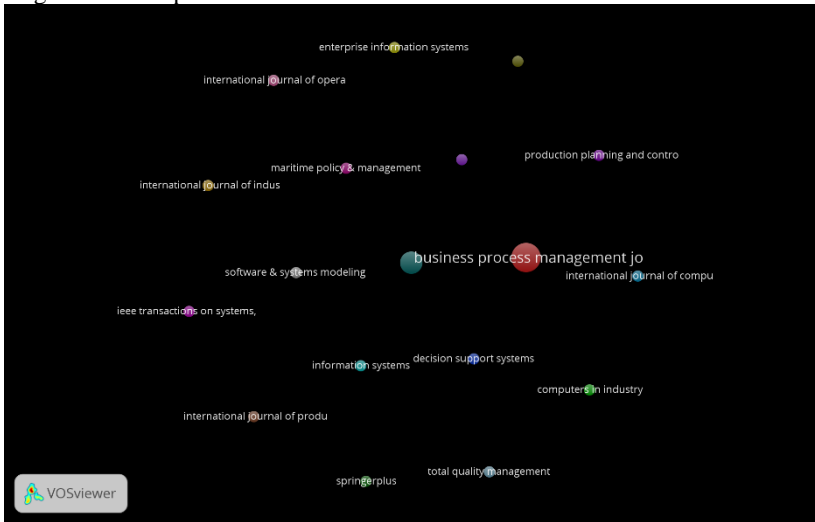 enterprise information systems
international journal of opera
production planning and contro
maritime policy & management
international journal of indus
business process management jo
software & systems modeling
international journal of compu
ieee transactions on systems,
decision support systems
information systems
computers in industry
international journal of produ
total quality management
springerplus
VOSviewer